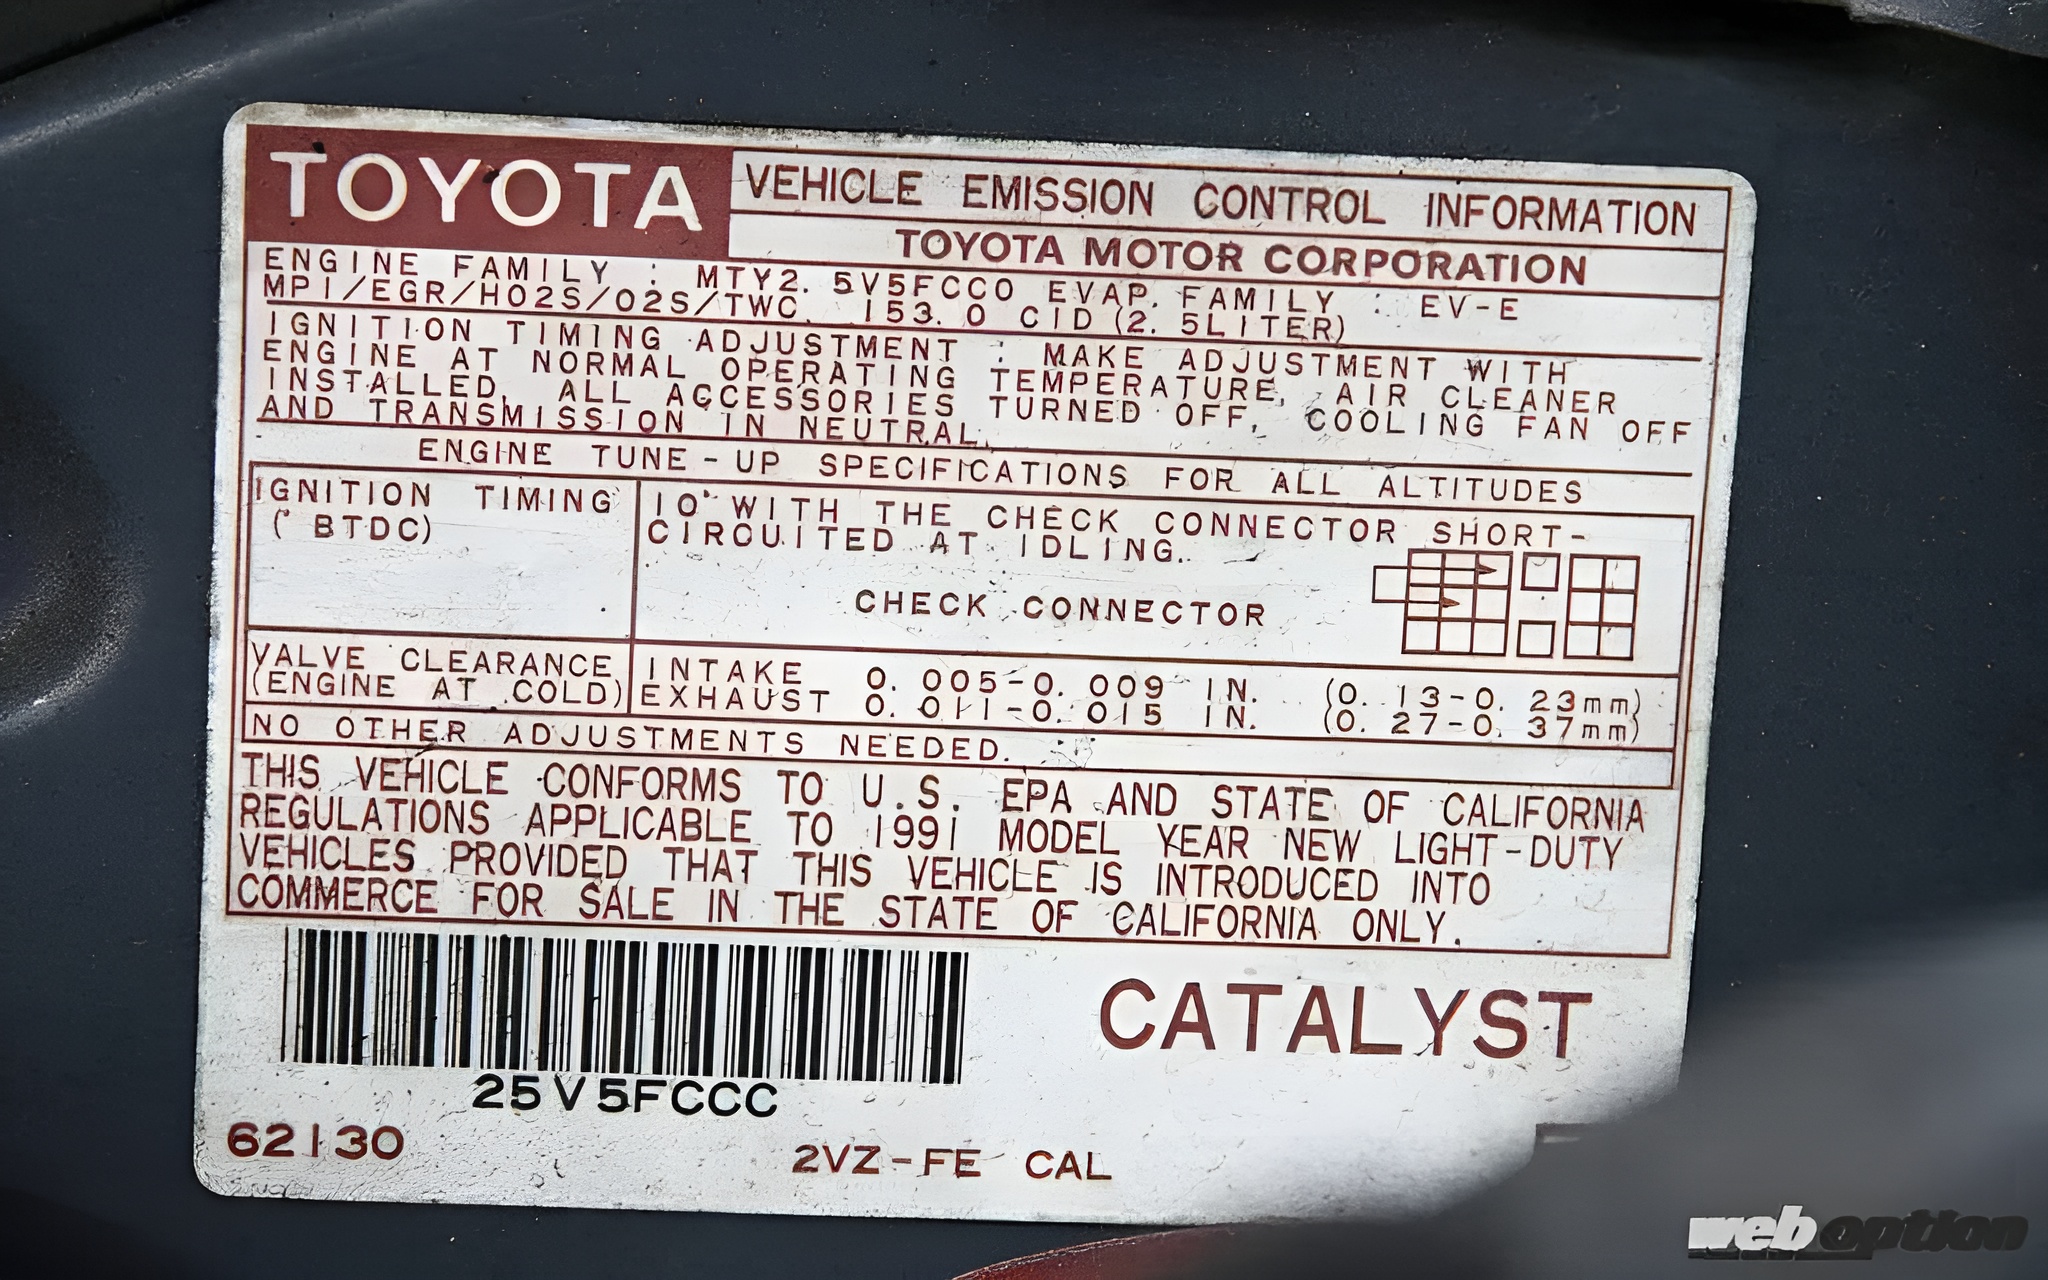 TOYOTA
VEHICLE EMISSION CONTROL INFORMATION
TOYOTA MOTOR CORPORATION
ENGINE FAMILY : MTY2. 5V5FCC0 EVAP. FAMILY : EV-E
MPI/EGR/HO2S/O2S/TWC, 153. 0 CID (2. 5LITER)
IGNITION TIMING ADJUSTMENT : MAKE ADJUSTMENT WITH
ENGINE AT NORMAL OPERATING TEMPERATURE, AIR CLEANER
INSTALLED, ALL ACCESSORIES TURNED OFF, COOLING FAN OFF
AND TRANSMISSION IN NEUTRAL.
ENGINE TUNE-UP SPECIFICATIONS FOR ALL ALTITUDES
IGNITION TIMING
(° BTDC)
10° WITH THE CHECK CONNECTOR SHORT-
CIRCUITED AT IDLING.
CHECK CONNECTOR
VALVE CLEARANCE
(ENGINE AT COLD)
INTAKE 0. 005-0. 009 IN. (0. 13-0. 23mm)
EXHAUST 0. 011-0. 015 IN. (0. 27-0. 37mm)
NO OTHER ADJUSTMENTS NEEDED.
THIS VEHICLE CONFORMS TO U.S. EPA AND STATE OF CALIFORNIA
REGULATIONS APPLICABLE TO 1991 MODEL YEAR NEW LIGHT-DUTY
VEHICLES PROVIDED THAT THIS VEHICLE IS INTRODUCED INTO
COMMERCE FOR SALE IN THE STATE OF CALIFORNIA ONLY.
25V5FCCC
CATALYST
62130
2VZ-FE CAL
web option